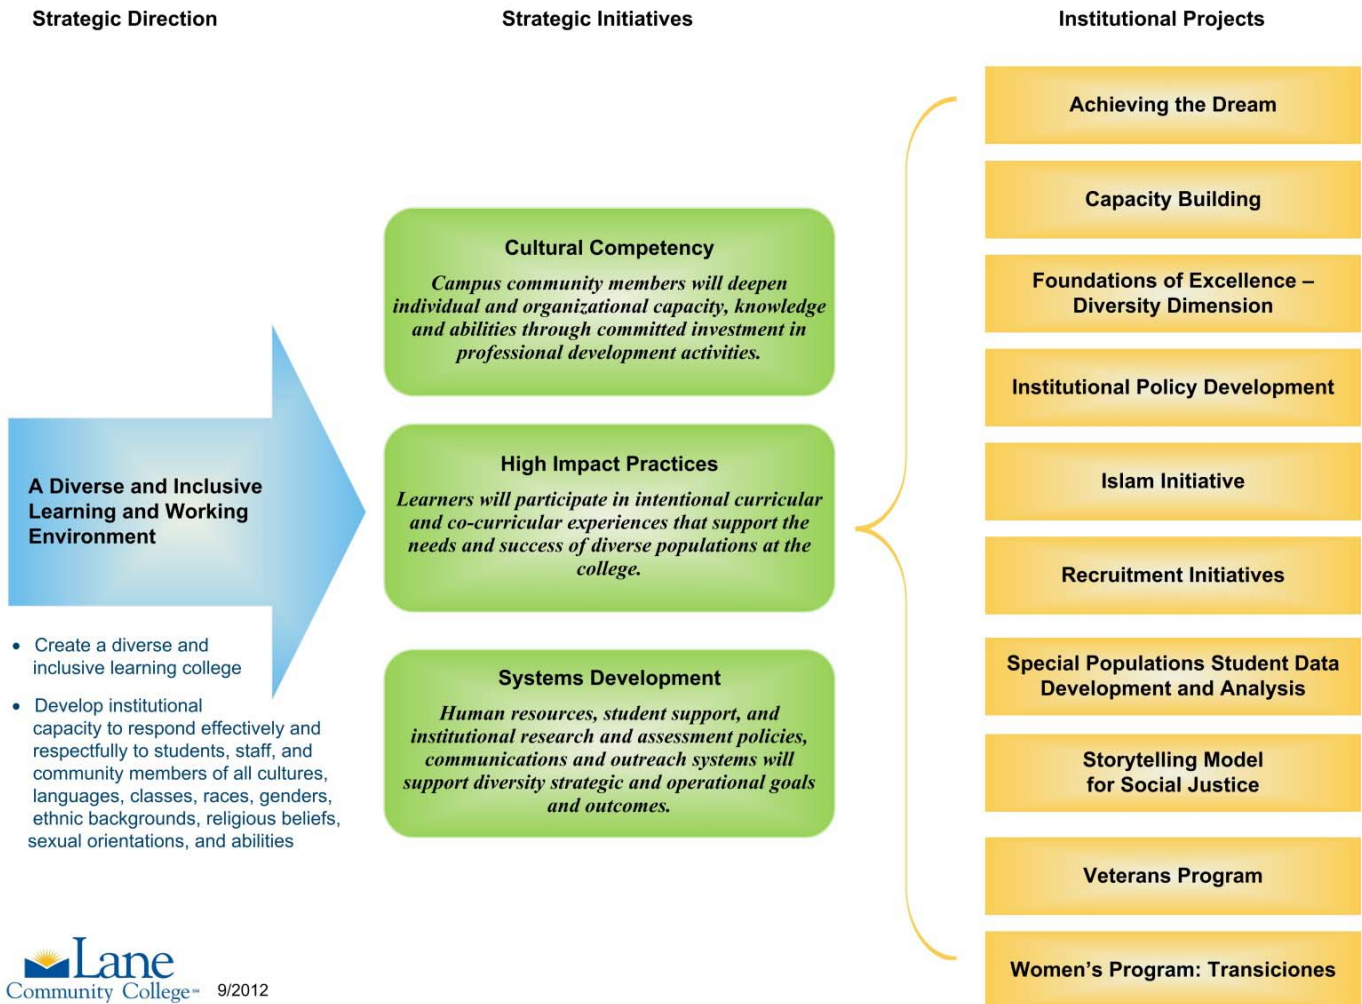 Strategic Direction
Strategic Initiatives
Institutional Projects
A Diverse and Inclusive
Learning and Working
Environment
• Create a diverse and
inclusive learning college
• Develop institutional
capacity to respond effectively and
respectfully to students, staff, and
community members of all cultures,
languages, classes, races, genders,
ethnic backgrounds, religious beliefs,
sexual orientations, and abilities
Cultural Competency
Campus community members will deepen
individual and organizational capacity, knowledge
and abilities through committed investment in
professional development activities.
High Impact Practices
Learners will participate in intentional curricular
and co-curricular experiences that support the
needs and success of diverse populations at the
college.
Systems Development
Human resources, student support, and
institutional research and assessment policies,
communications and outreach systems will
support diversity strategic and operational goals
and outcomes.
Achieving the Dream
Capacity Building
Foundations of Excellence –
Diversity Dimension
Institutional Policy Development
Islam Initiative
Recruitment Initiatives
Special Populations Student Data
Development and Analysis
Storytelling Model
for Social Justice
Veterans Program
Women's Program: Transiciones
Lane
Community College℠ 9/2012